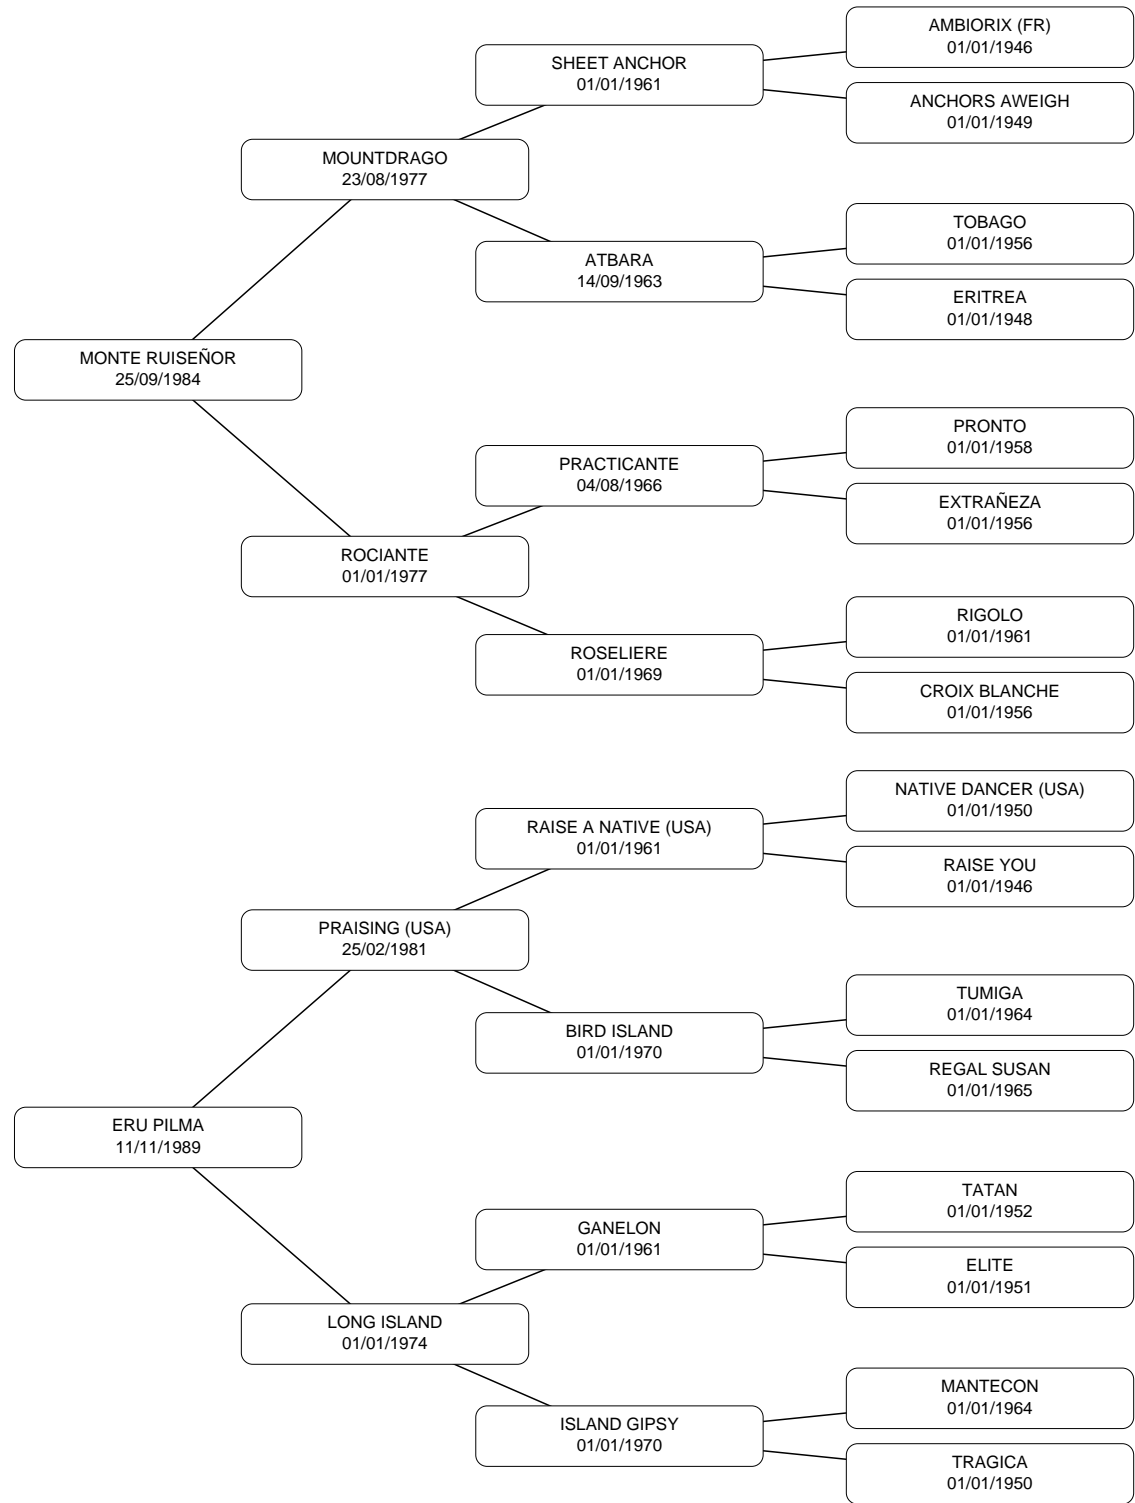 AMBIORIX (FR)
01/01/1946
SHEET ANCHOR
01/01/1961
ANCHORS AWEIGH
01/01/1949
MOUNTDRAGO
23/08/1977
TOBAGO
01/01/1956
ATBARA
14/09/1963
ERITREA
01/01/1948
MONTE RUISEÑOR
25/09/1984
PRONTO
01/01/1958
PRACTICANTE
04/08/1966
EXTRAÑEZA
01/01/1956
ROCIANTE
01/01/1977
RIGOLO
01/01/1961
ROSELIERE
01/01/1969
CROIX BLANCHE
01/01/1956
NATIVE DANCER (USA)
01/01/1950
RAISE A NATIVE (USA)
01/01/1961
RAISE YOU
01/01/1946
PRAISING (USA)
25/02/1981
TUMIGA
01/01/1964
BIRD ISLAND
01/01/1970
REGAL SUSAN
01/01/1965
ERU PILMA
11/11/1989
TATAN
01/01/1952
GANELON
01/01/1961
ELITE
01/01/1951
LONG ISLAND
01/01/1974
MANTECON
01/01/1964
ISLAND GIPSY
01/01/1970
TRAGICA
01/01/1950